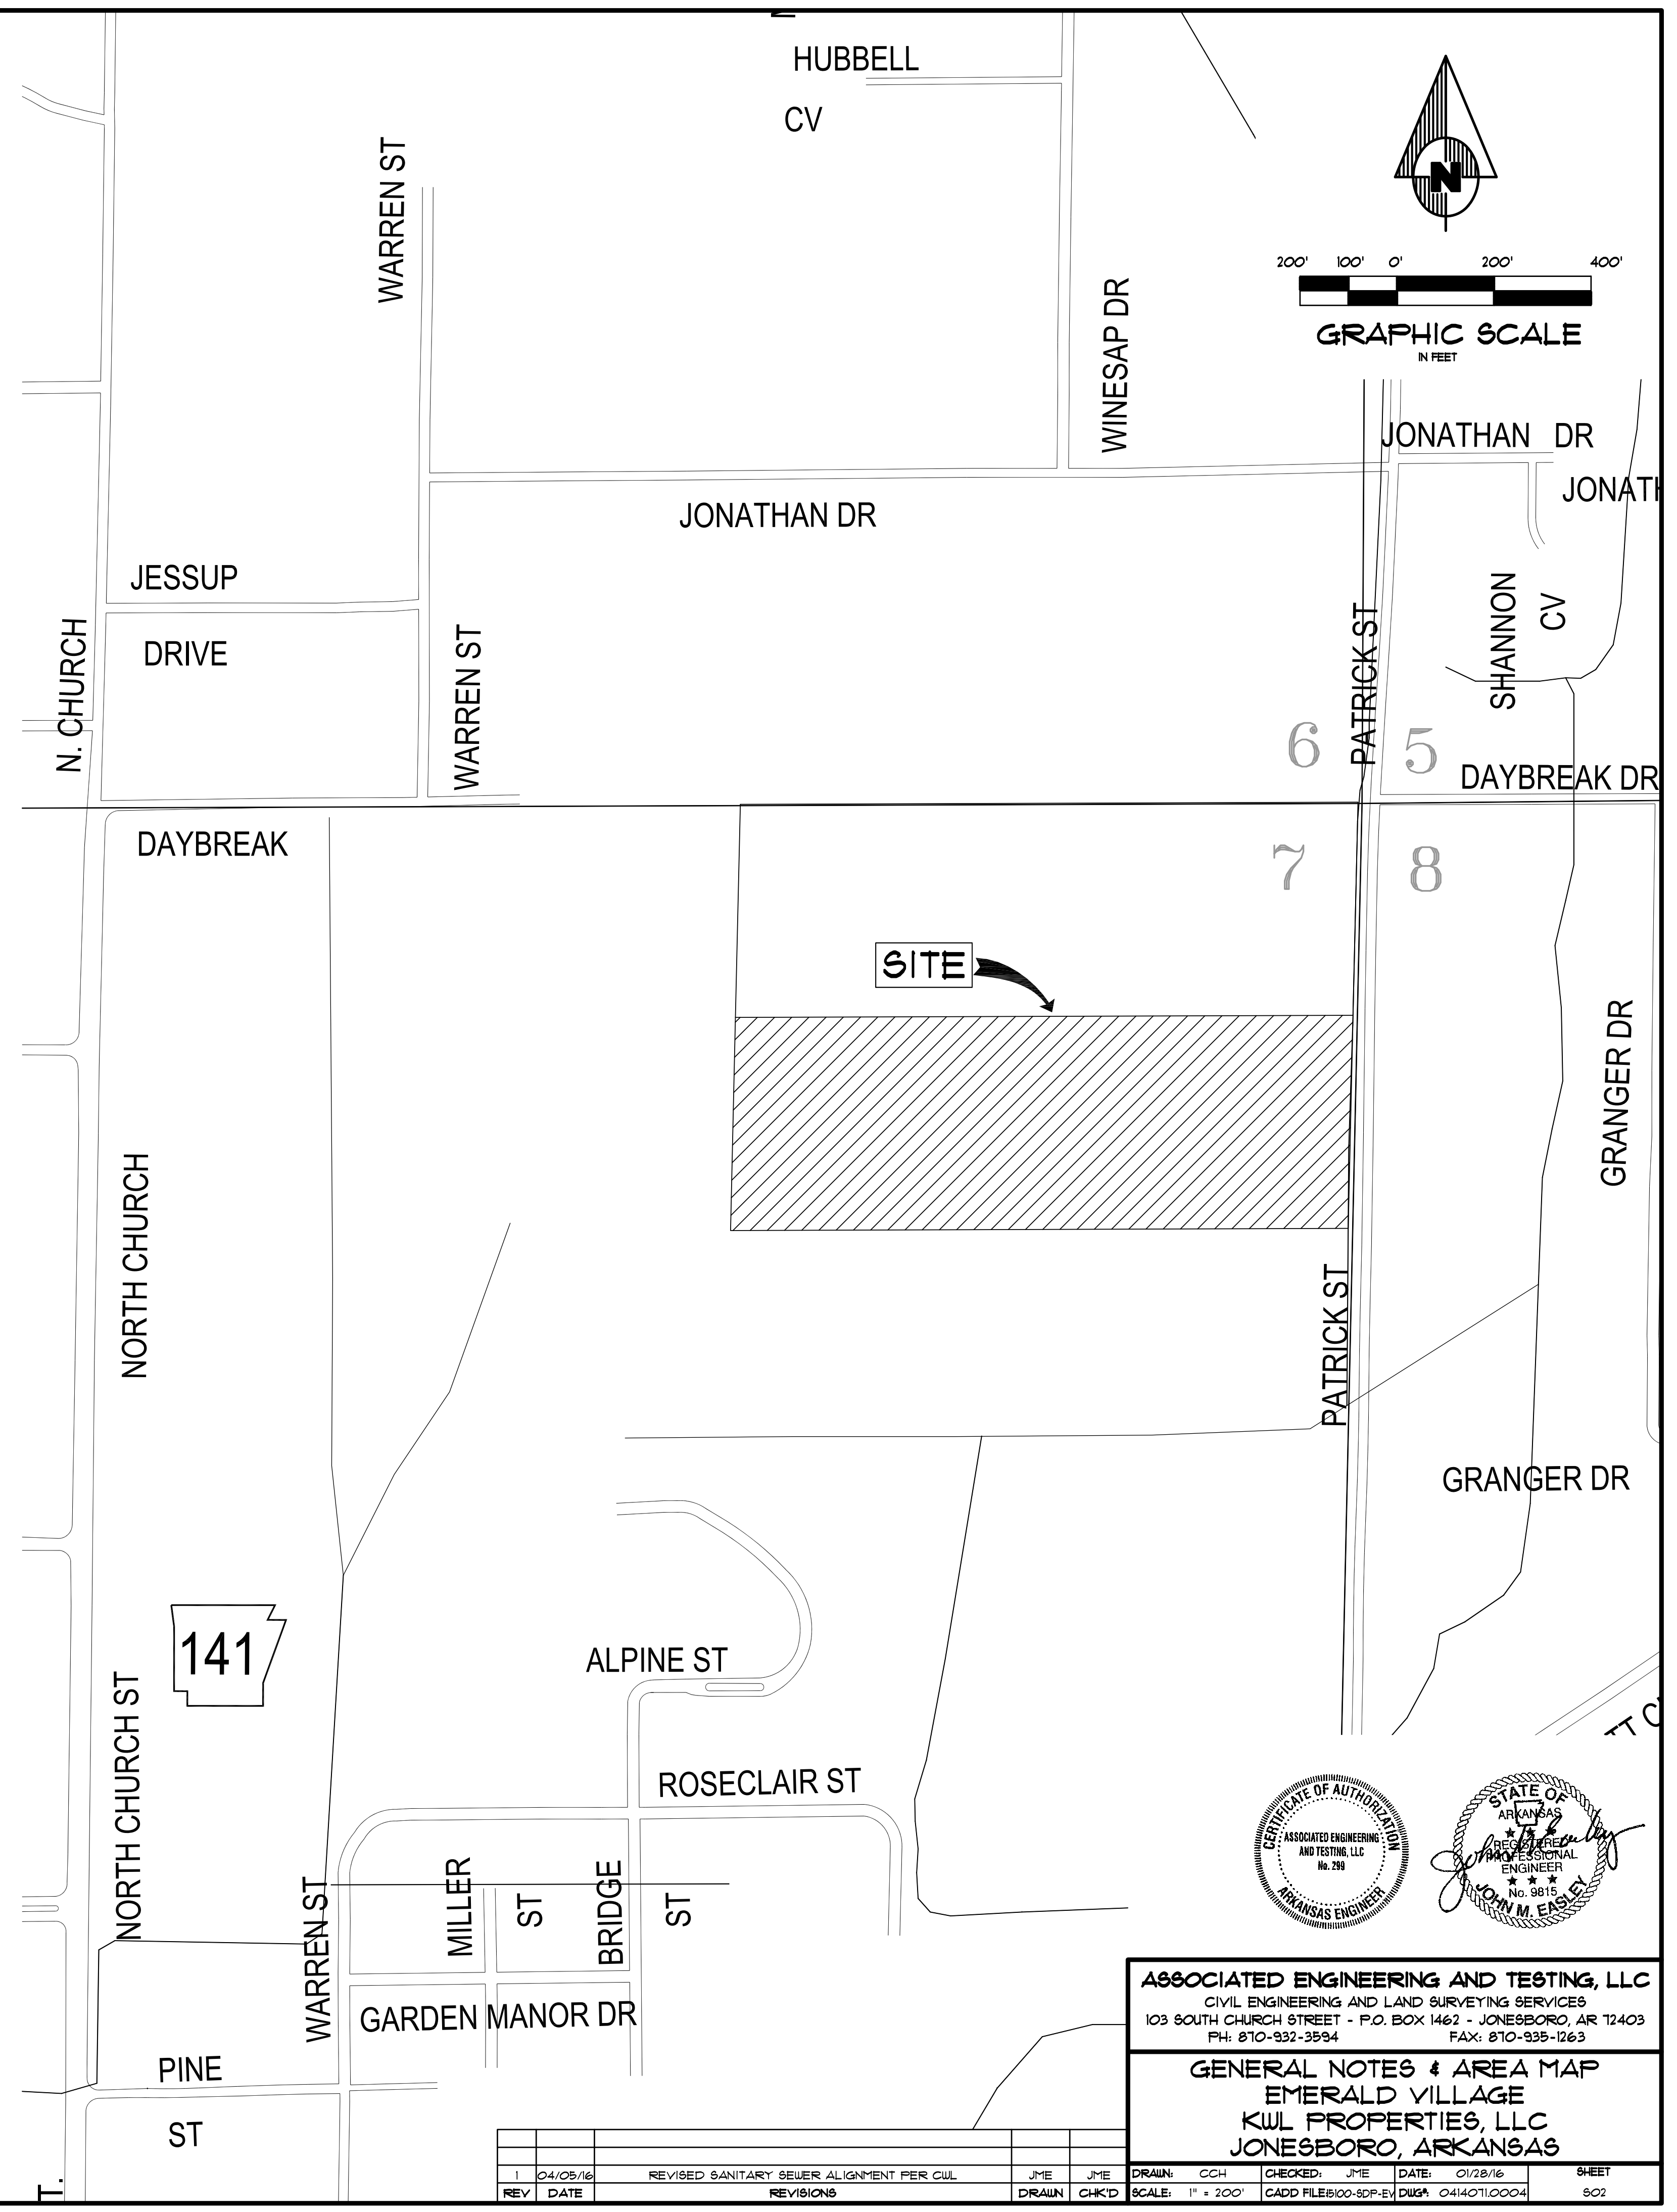 HUBBELL
CV
WARREN ST
N
200' 100' 0' 200' 400'
GRAPHIC SCALE
IN FEET
WINESAP DR
JONATHAN DR
JONATH
JONATHAN DR
JESSUP
DRIVE
N. CHURCH
WARREN ST
PATRICK ST
SHANNON
CV
6
5
DAYBREAK DR
DAYBREAK
7
8
SITE
GRANGER DR
NORTH CHURCH
PATRICK ST
GRANGER DR
141
ALPINE ST
NORTH CHURCH ST
ROSECLAIR ST
WARREN ST
MILLER
ST
BRIDGE
ST
GARDEN MANOR DR
PINE
ST
T.
CERTIFICATE OF AUTHORIZATION
ASSOCIATED ENGINEERING
AND TESTING, LLC
No. 299
ARKANSAS ENGINEER
STATE OF
ARKANSAS
REGISTERED
PROFESSIONAL
ENGINEER
No. 9815
JOHN M. EASLEY
ASSOCIATED ENGINEERING AND TESTING, LLC
CIVIL ENGINEERING AND LAND SURVEYING SERVICES
103 SOUTH CHURCH STREET - P.O. BOX 1462 - JONESBORO, AR 72403
PH: 870-932-3594 FAX: 870-935-1263
GENERAL NOTES & AREA MAP
EMERALD VILLAGE
KWL PROPERTIES, LLC
JONESBORO, ARKANSAS
DRAWN: CCH CHECKED: JME DATE: 01/28/16 SHEET
SCALE: 1" = 200' CADD FILE: 15100-SDP-EV DWG#: 0414071.0004 S02
1 04/05/16 REVISED SANITARY SEWER ALIGNMENT PER CWL JME JME
REV DATE REVISIONS DRAWN CHK'D